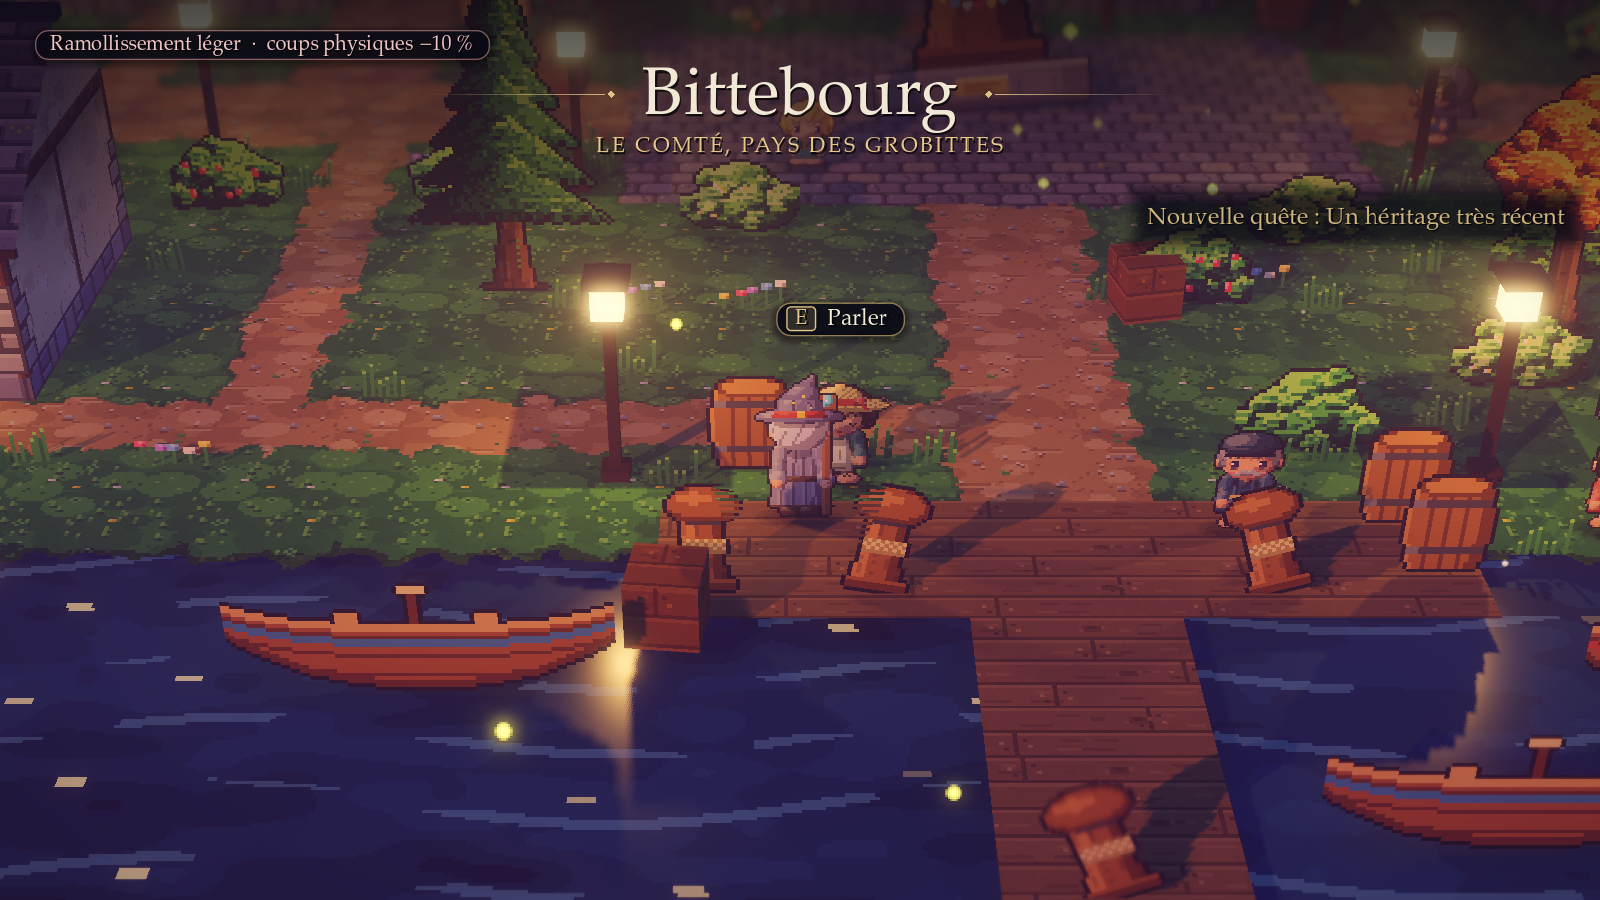 Ramollissement léger · coups physiques −10 %
Bittebourg
LE COMTÉ, PAYS DES GROBITTES
Nouvelle quête : Un héritage très récent
E Parler